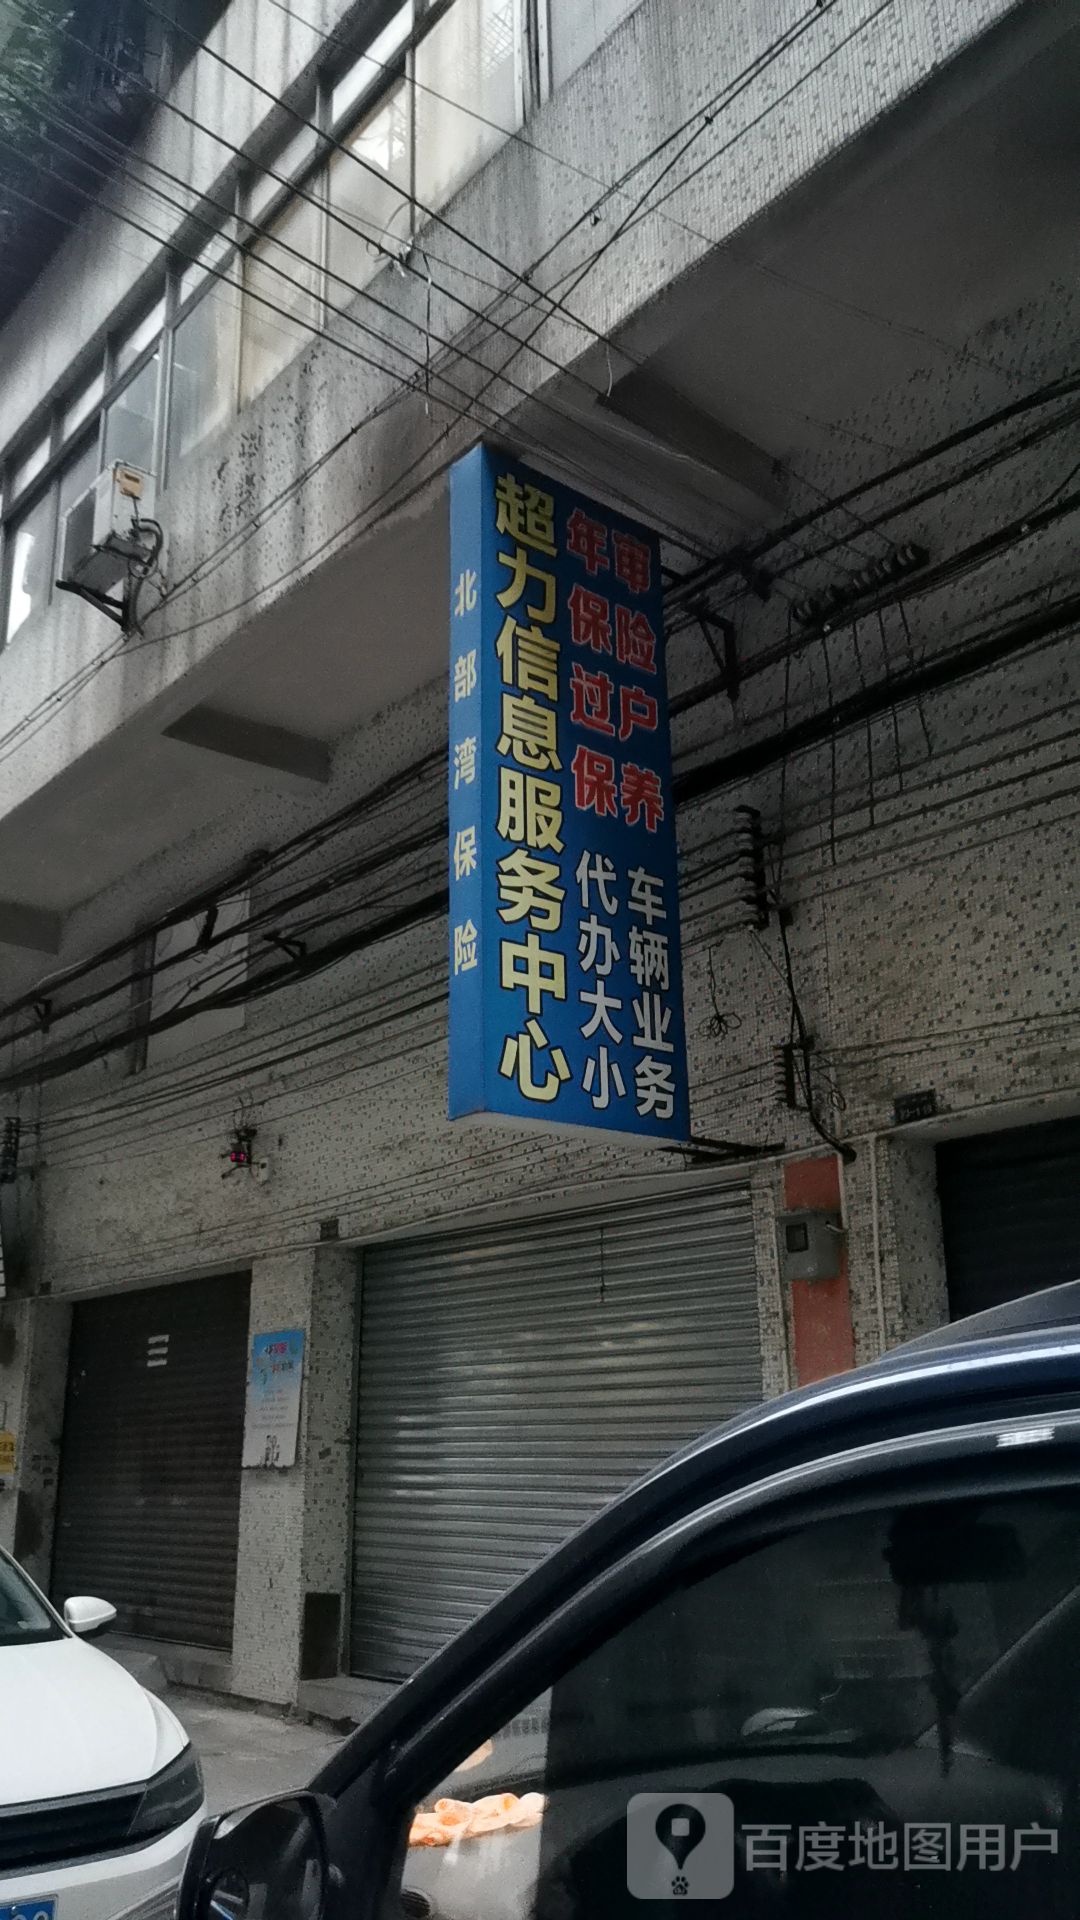 北部湾保险
超力信息服务中心
年审
保险
过户
保养
代办大小
车辆业务
百度地图用户